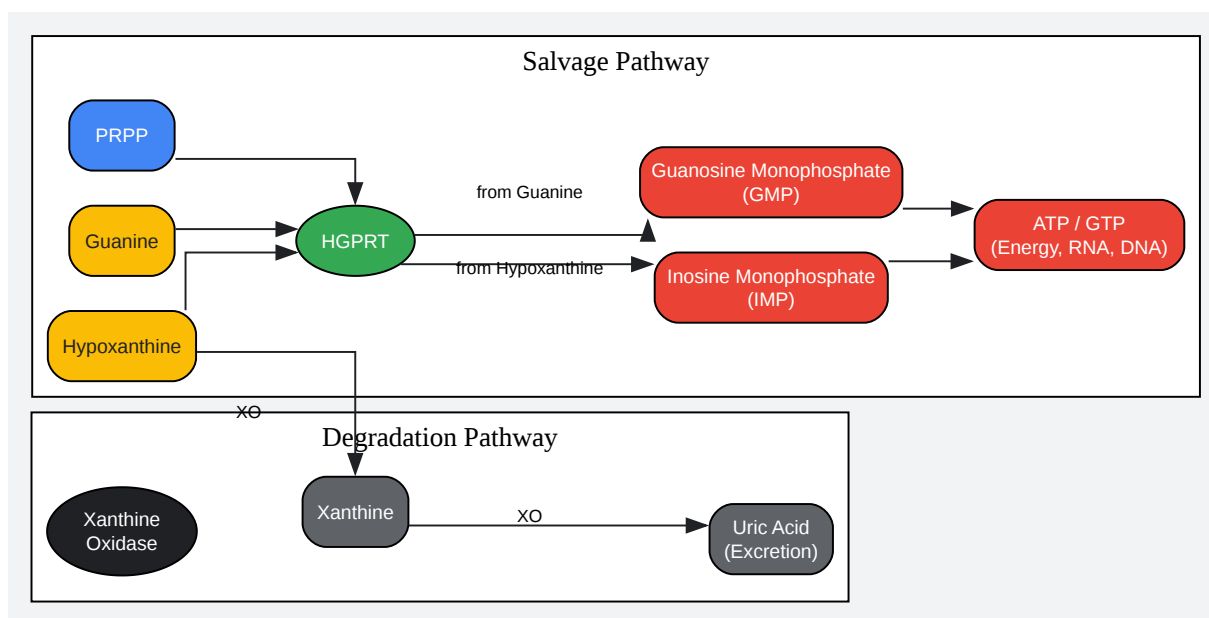 Salvage Pathway
PRPP
Guanine
Hypoxanthine
HGPRT
from Guanine
from Hypoxanthine
Guanosine Monophosphate
(GMP)
Inosine Monophosphate
(IMP)
ATP / GTP
(Energy, RNA, DNA)
XO
Degradation Pathway
Xanthine
Oxidase
Xanthine
XO
Uric Acid
(Excretion)